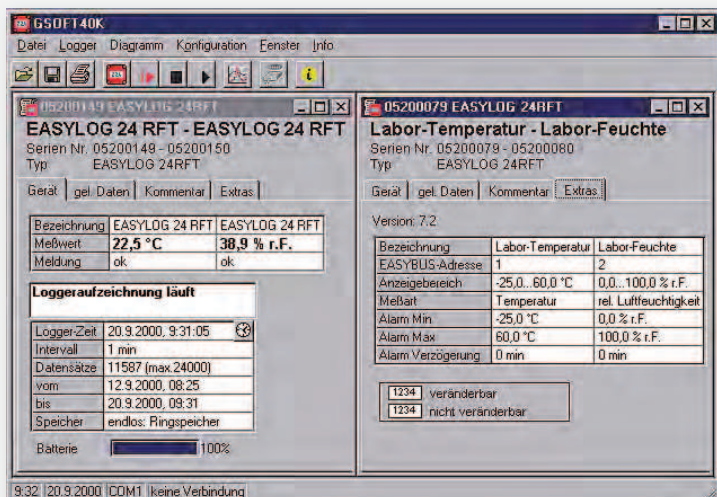 GSOFT40K
Datei Logger Diagramm Konfiguration Fenster Info
05200149 EASYLOG 24RFT
EASYLOG 24 RFT - EASYLOG 24 RFT
Serien Nr. 05200149 - 05200150
Typ EASYLOG 24RFT
Gerät gel. Daten Kommentar Extras
Bezeichnung EASYLOG 24 RFT EASYLOG 24 RFT
Meßwert 22,5 °C 38,9 % r.F.
Meldung ok ok
Loggeraufzeichnung läuft
Logger-Zeit 20.9.2000, 9:31:05
Intervall 1 min
Datensätze 11587 (max.24000)
vom 12.9.2000, 08:25
bis 20.9.2000, 09:31
Speicher endlos: Ringspeicher
Batterie 100%
05200079 EASYLOG 24RFT
Labor-Temperatur - Labor-Feuchte
Serien Nr. 05200079 - 05200080
Typ EASYLOG 24RFT
Gerät gel. Daten Kommentar Extras
Version: 7.2
Bezeichnung Labor-Temperatur Labor-Feuchte
EASYBUS-Adresse 1 2
Anzeigebereich -25,0...60,0 °C 0,0...100,0 % r.F.
Meßart Temperatur rel. Luftfeuchtigkeit
Alarm Min -25,0 °C 0,0 % r.F.
Alarm Max 60,0 °C 100,0 % r.F.
Alarm Verzögerung 0 min 0 min
1234 veränderbar
1234 nicht veränderbar
9:32 20.9.2000 COM1 keine Verbindung